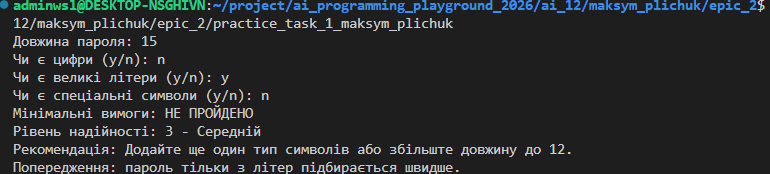 adminwsl@DESKTOP-NSGHIVN:~/project/ai_programming_playground_2026/ai_12/maksym_plichuk/epic_2$
12/maksym_plichuk/epic_2/practice_task_1_maksym_plichuk
Довжина пароля: 15
Чи є цифри (y/n): n
Чи є великі літери (y/n): y
Чи є спеціальні символи (y/n): n
Мінімальні вимоги: НЕ ПРОЙДЕНО
Рівень надійності: 3 - Середній
Рекомендація: Додайте ще один тип символів або збільште довжину до 12.
Попередження: пароль тільки з літер підбирається швидше.